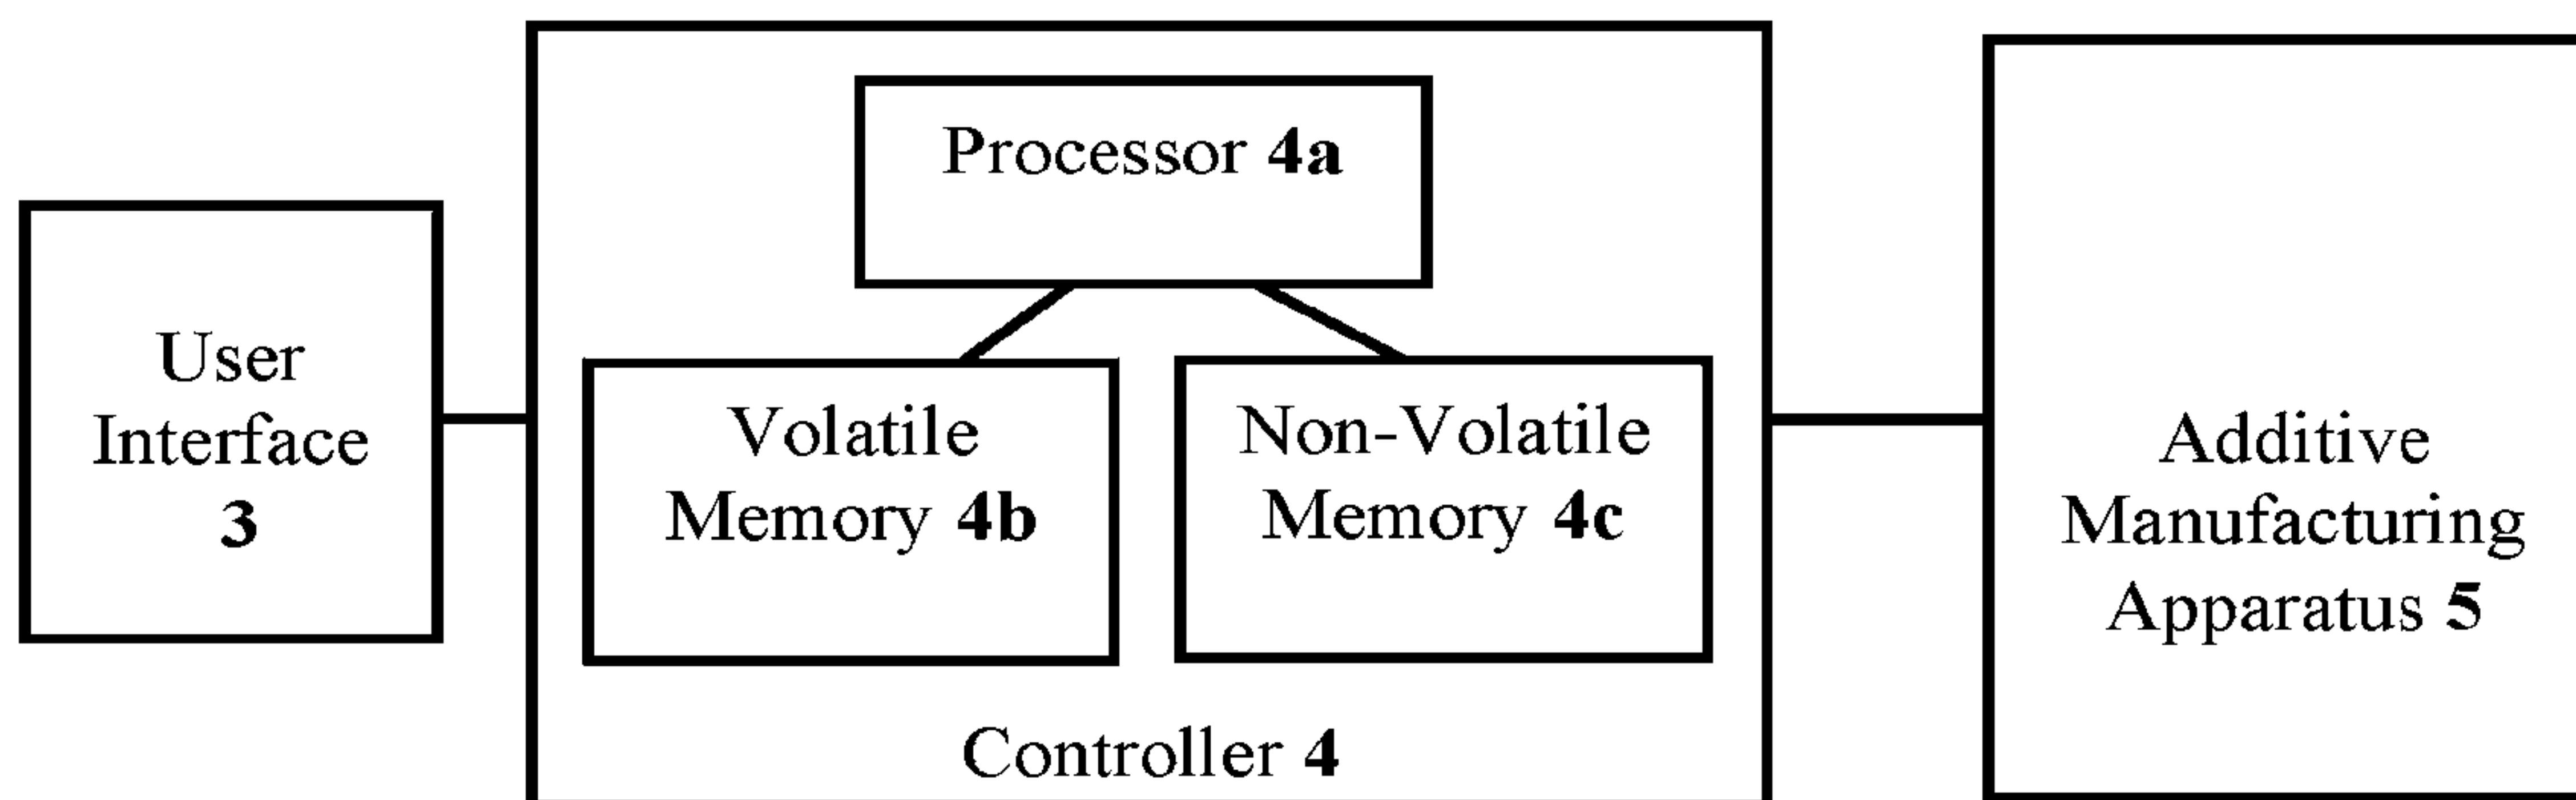 User
Interface
3
Processor 4a
Volatile
Memory 4b
Non-Volatile
Memory 4c
Controller 4
Additive
Manufacturing
Apparatus 5